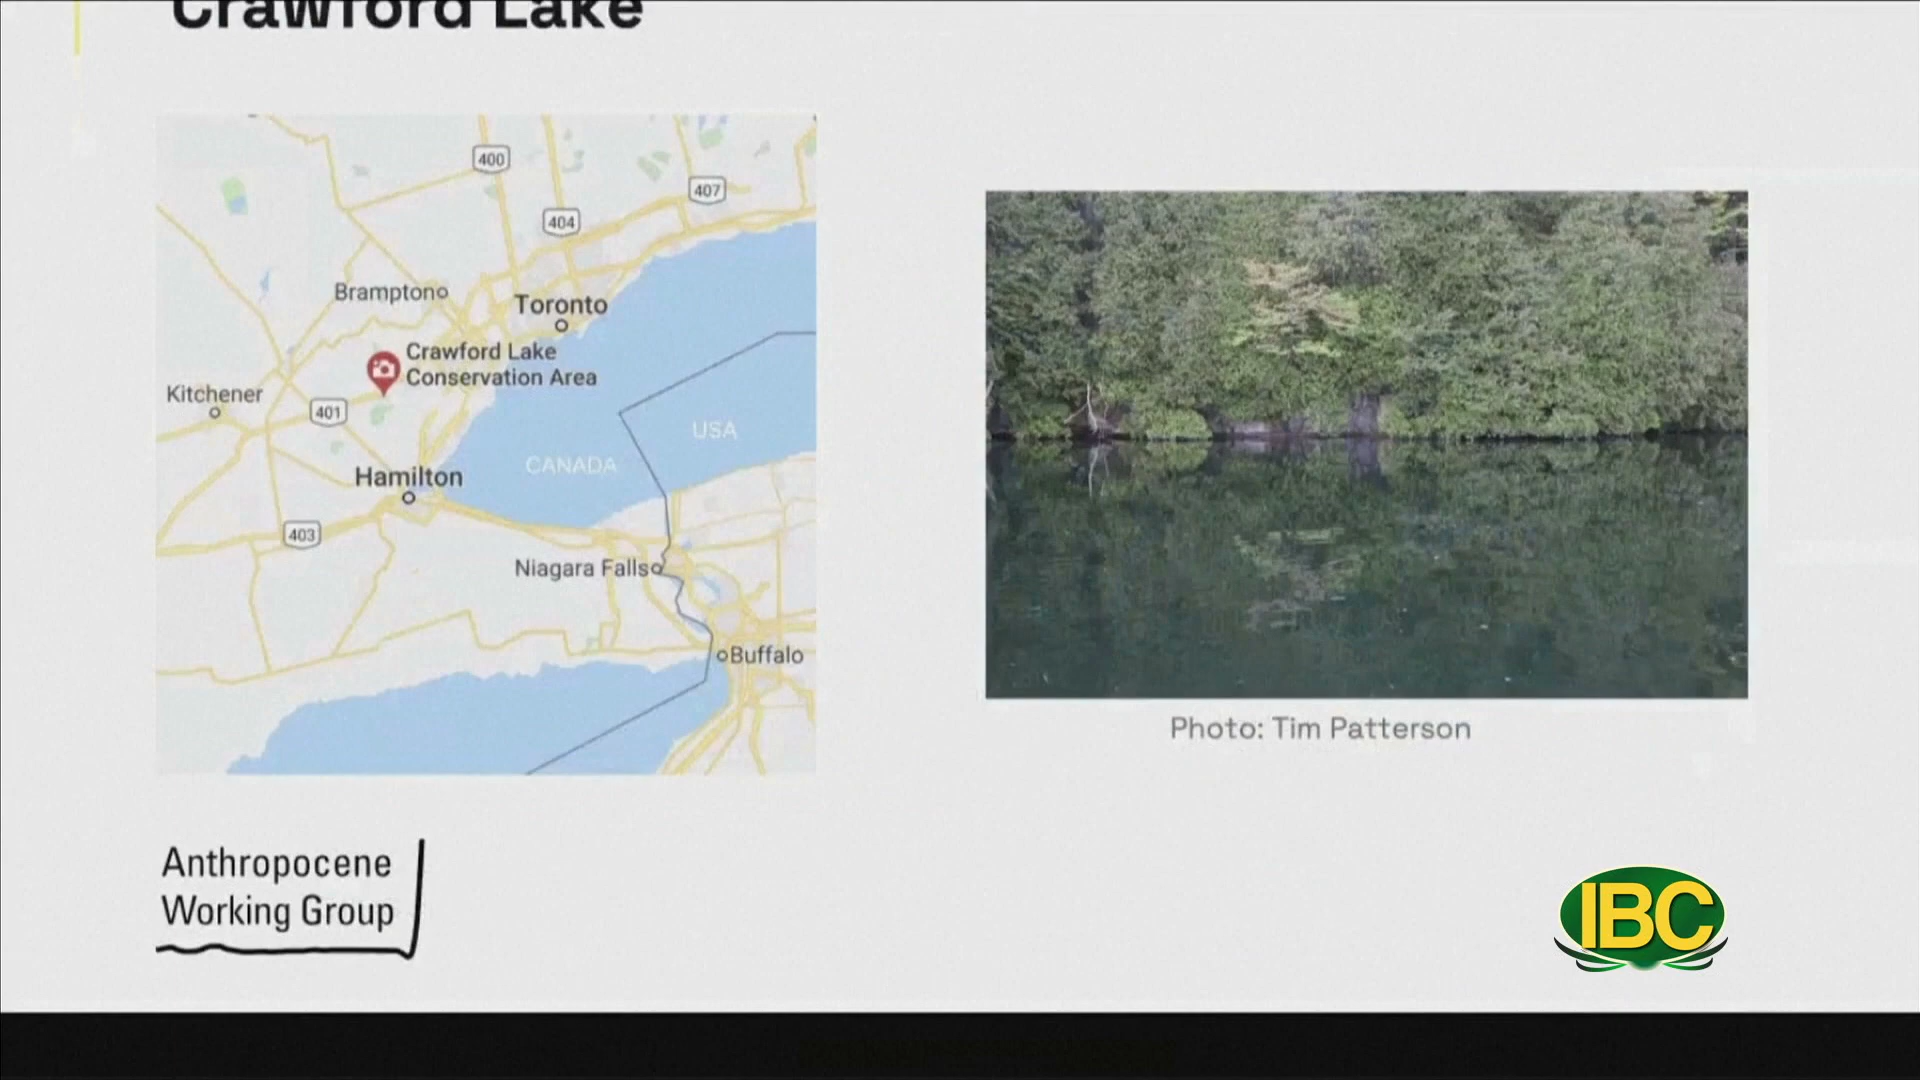 Crawford Lake
400
407
404
Brampton
Toronto
Crawford Lake
Conservation Area
Kitchener
401
USA
CANADA
Hamilton
403
Niagara Falls
Buffalo
Photo: Tim Patterson
Anthropocene
Working Group
IBC